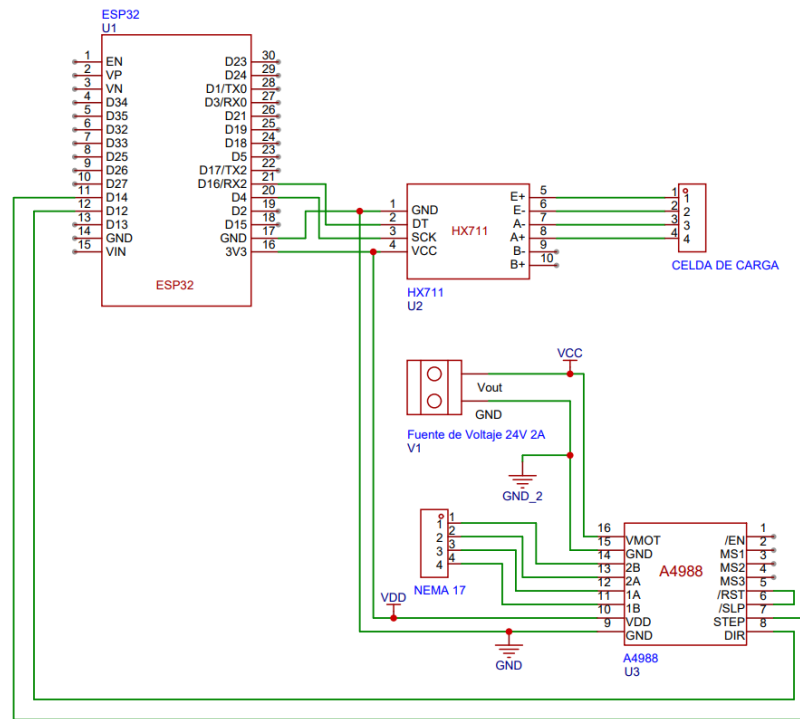 ESP32
U1
1 EN
2 VP
3 VN
4 D34
5 D35
6 D32
7 D33
8 D25
9 D26
10 D27
11 D14
12 D12
13 D13
14 GND
15 VIN
D23 30
D24 29
D1/TX0 28
D3/RX0 27
D21 26
D19 25
D18 24
D5 23
D17/TX2 22
D16/RX2 21
D4 20
D2 19
D15 18
GND 17
3V3 16
ESP32
1 GND
2 DT
3 SCK
4 VCC
HX711
E+ 5
E- 6
A- 7
A+ 8
B- 9
B+ 10
HX711
U2
1 1
2 2
3 3
4 4
CELDA DE CARGA
VCC
Vout
GND
Fuente de Voltaje 24V 2A
V1
GND_2
1 1
2 2
3 3
4 4
NEMA 17
VDD
GND
16 VMOT
15 GND
14 2B
13 2A
12 1A
11 1B
10 VDD
9 GND
A4988
/EN 1
MS1 2
MS2 3
MS3 4
/RST 5
/SLP 6
STEP 7
DIR 8
A4988
U3